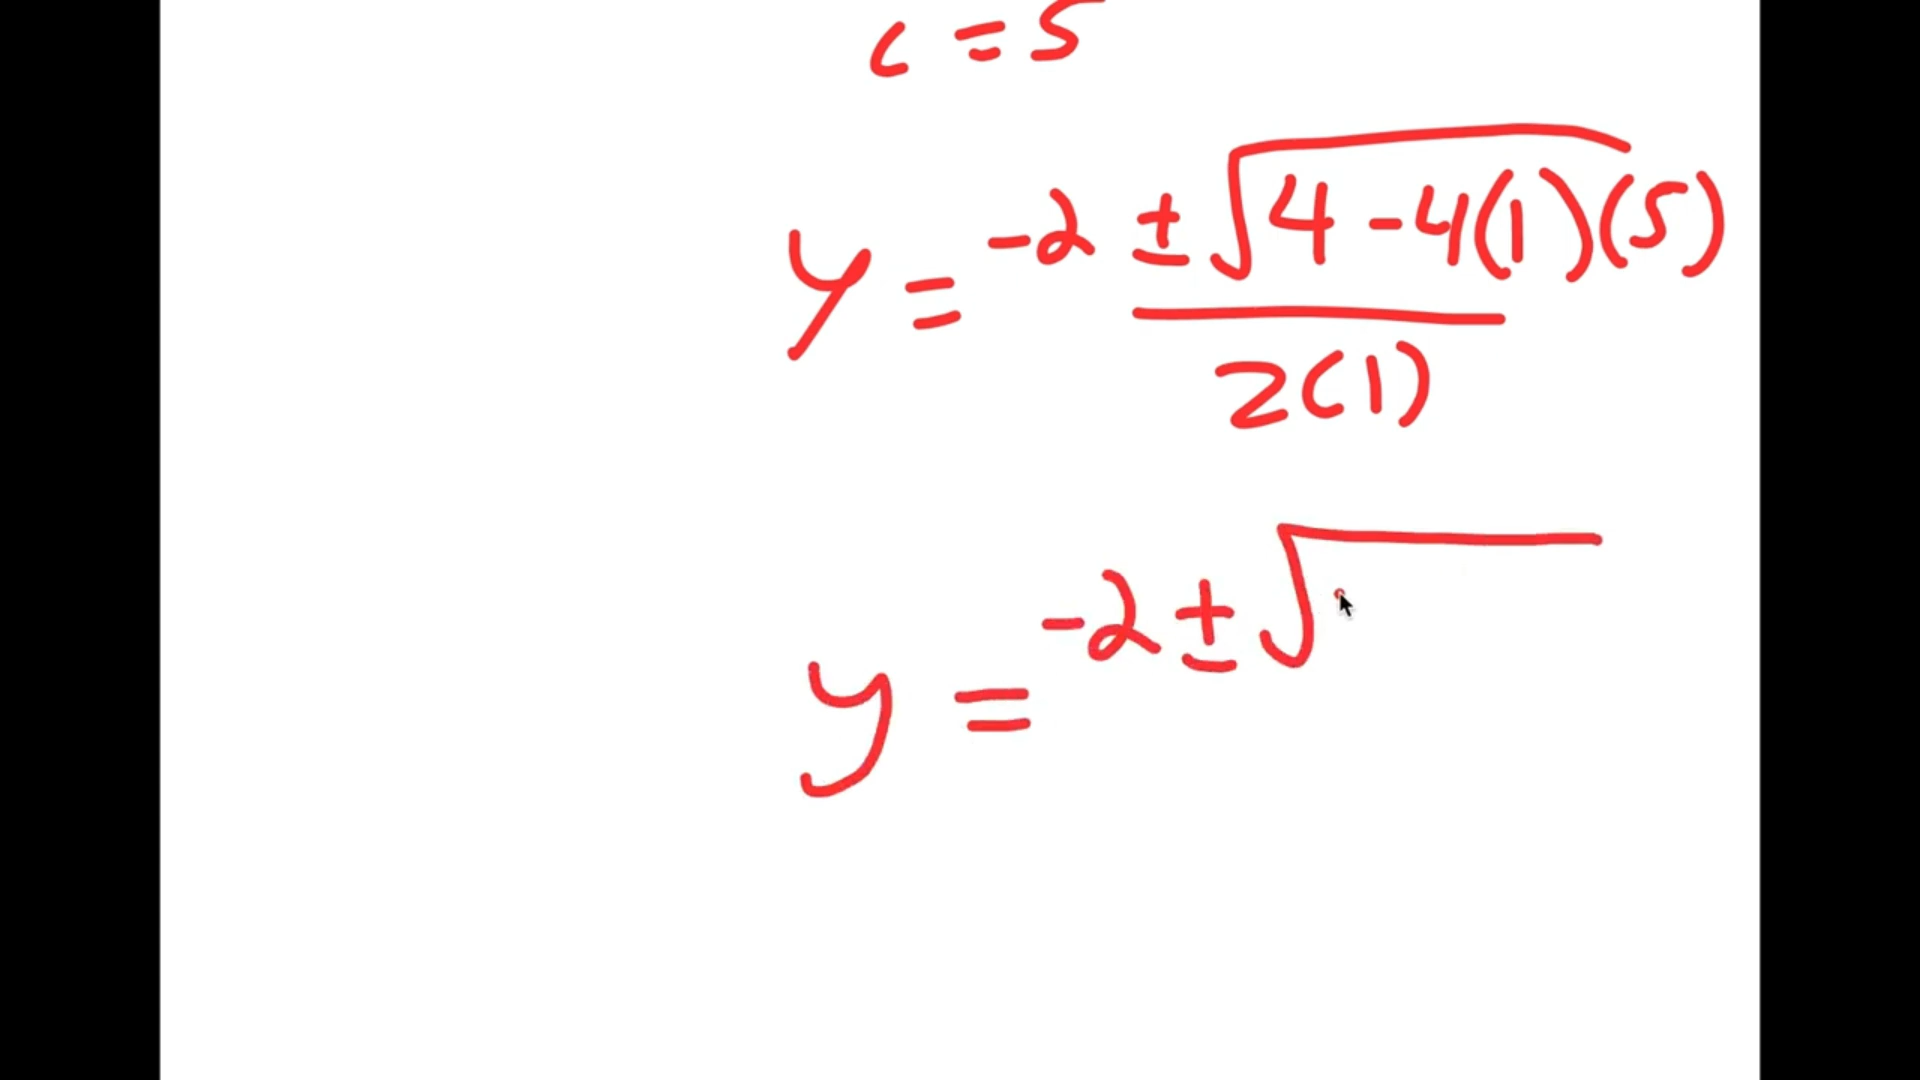 c = 5
y = -2 ± √4 - 4(1)(5)
2(1)
y = -2 ± √